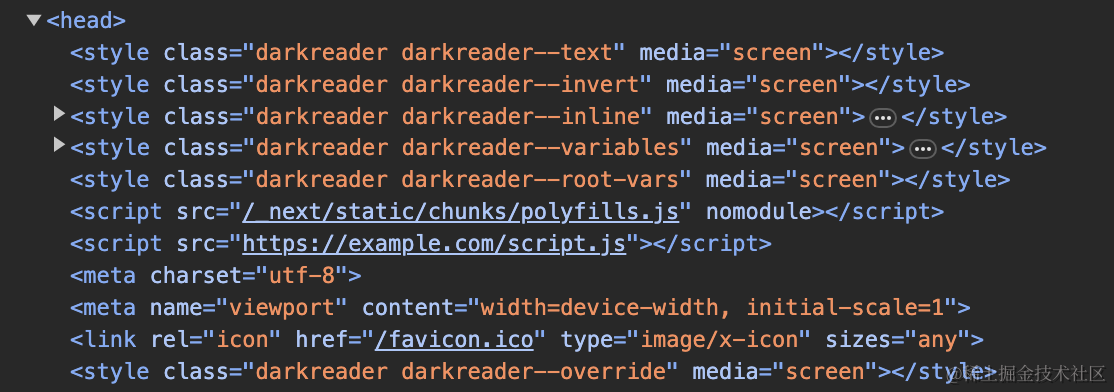 <head>
<style class="darkreader darkreader--text" media="screen"></style>
<style class="darkreader darkreader--invert" media="screen"></style>
<style class="darkreader darkreader--inline" media="screen">•••</style>
<style class="darkreader darkreader--variables" media="screen">•••</style>
<style class="darkreader darkreader--root-vars" media="screen"></style>
<script src="/_next/static/chunks/polyfills.js" nomodule></script>
<script src="https://example.com/script.js"></script>
<meta charset="utf-8">
<meta name="viewport" content="width=device-width, initial-scale=1">
<link rel="icon" href="/favicon.ico" type="image/x-icon" sizes="any">
<style class="darkreader darkreader--override" media="screen"></style>
@稀土掘金技术社区